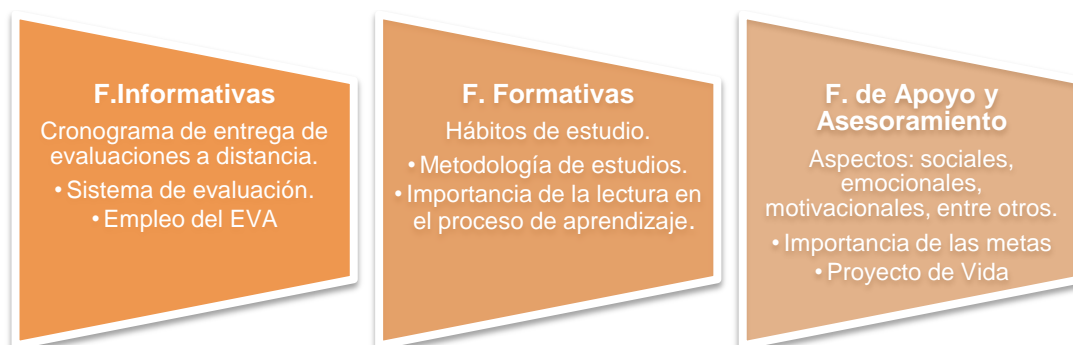 F.Informativas
Cronograma de entrega de
evaluaciones a distancia.
• Sistema de evaluación.
• Empleo del EVA
F. Formativas
Hábitos de estudio.
• Metodología de estudios.
• Importancia de la lectura en
el proceso de aprendizaje.
F. de Apoyo y
Asesoramiento
Aspectos: sociales,
emocionales,
motivacionales, entre otros.
• Importancia de las metas
• Proyecto de Vida